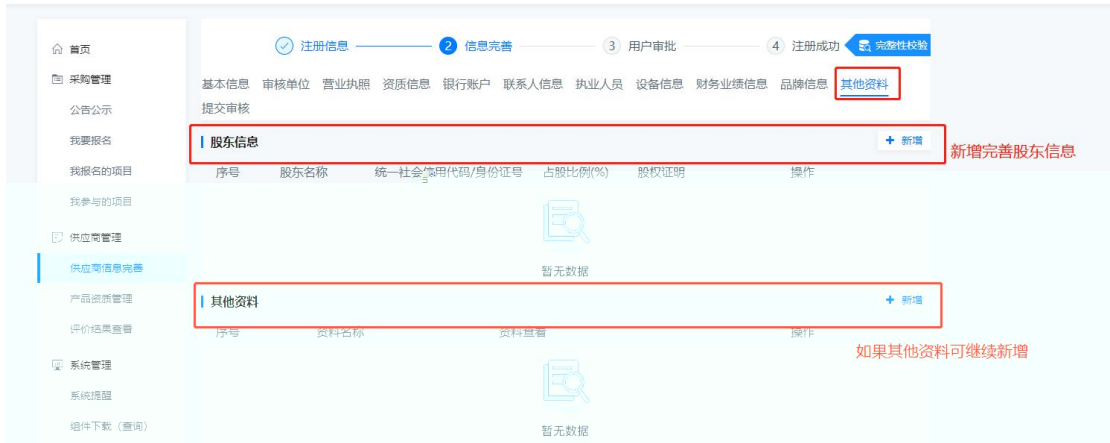 首页
采购管理
公告公示
我要报名
我报名的项目
我参与的项目
供应商管理
供应商信息完善
产品资质管理
评价结果查看
系统管理
系统提醒
组件下载（查询）
注册信息 2 信息完善 3 用户审批 4 注册成功 完整性校验
基本信息 审核单位 营业执照 资质信息 银行账户 联系人信息 执业人员 设备信息 财务业绩信息 品牌信息 其他资料
提交审核
股东信息 + 新增
新增完善股东信息
序号 股东名称 统一社会信用代码/身份证号 占股比例(%) 股权证明 操作
暂无数据
其他资料 + 新增
序号 资料名称 资料查看 操作
如果其他资料可继续新增
暂无数据